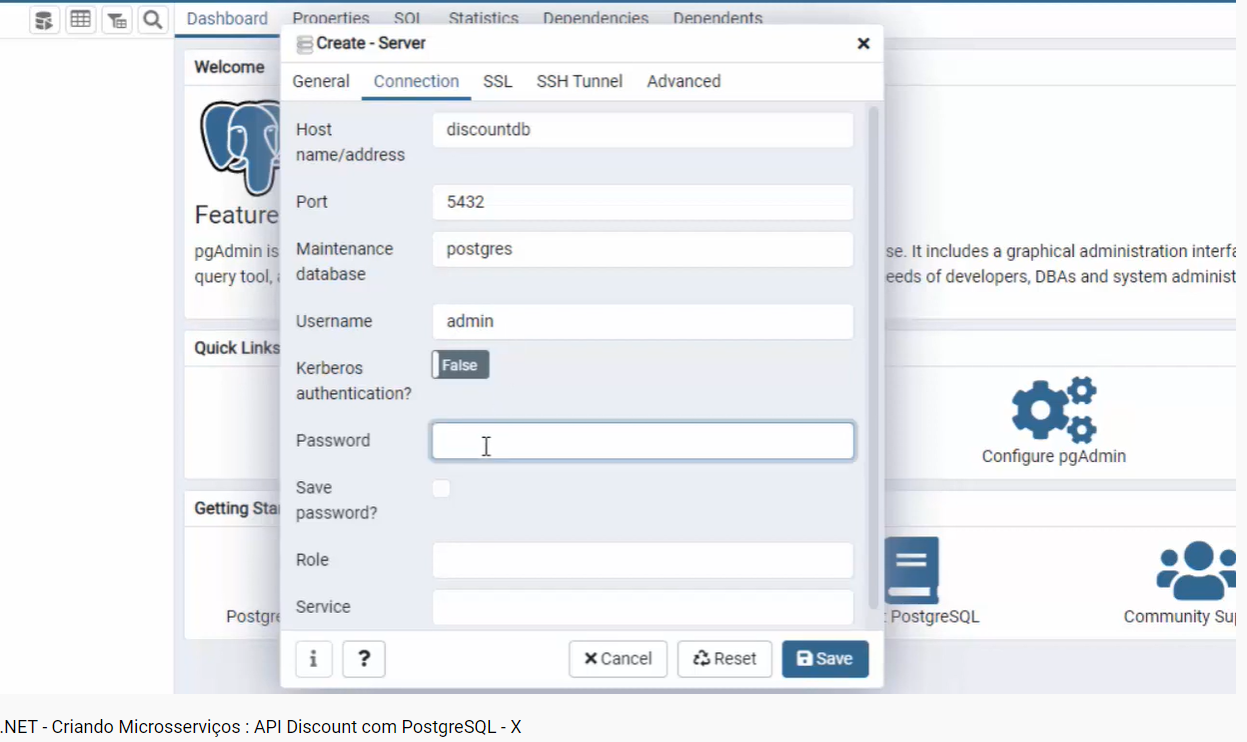 Dashboard Properties SQL Statistics Dependencies Dependents
Create - Server
Welcome
General Connection SSL SSH Tunnel Advanced
Host name/address
discountdb
Port
5432
Maintenance database
postgres
Username
admin
Kerberos authentication?
False
Password
Save password?
Role
Service
i ? Cancel Reset Save
Feature
pgAdmin is
se. It includes a graphical administration interfa
query tool,
eeds of developers, DBAs and system administ
Quick Links
Configure pgAdmin
Getting Sta
Postgre
PostgreSQL
Community Sup
.NET - Criando Microsserviços : API Discount com PostgreSQL - X